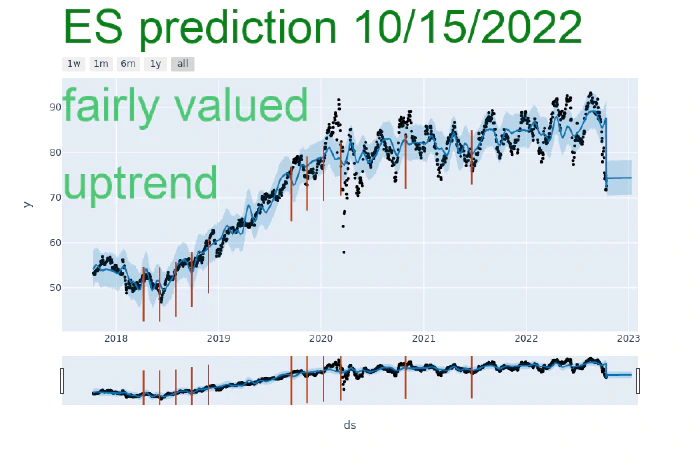 ES prediction 10/15/2022
1w 1m 6m 1y all
fairly valued
uptrend
90
80
70
60
50
y
2018 2019 2020 2021 2022 2023
ds